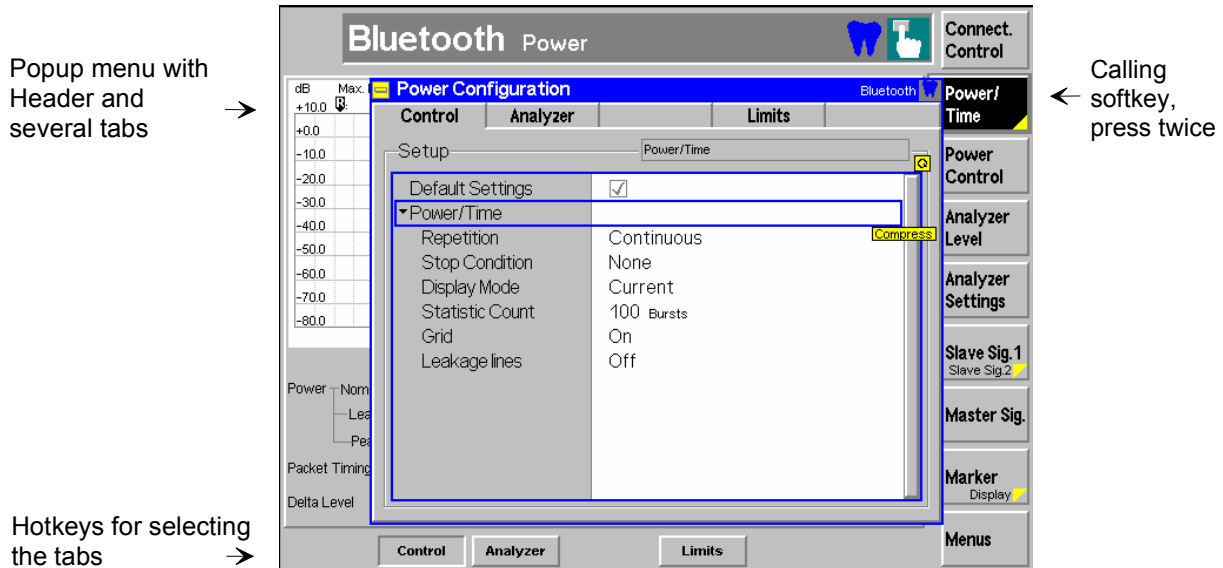 Popup menu with
Header and
several tabs
Hotkeys for selecting
the tabs
Calling
softkey,
press twice
Bluetooth Power
dB Max.
+10.0
+0.0
-10.0
-20.0
-30.0
-40.0
-50.0
-60.0
-70.0
-80.0
Power
Packet Timing
Delta Level
Power Configuration Bluetooth
Control Analyzer Limits
Setup Power/Time
Default Settings
Power/Time
Compress
Repetition Continuous
Stop Condition None
Display Mode Current
Statistic Count 100 Bursts
Grid On
Leakage lines Off
Connect.
Control
Power/
Time
Power
Control
Analyzer
Level
Analyzer
Settings
Slave Sig.1
Slave Sig.2
Master Sig.
Marker
Display
Menus
Control Analyzer Limits